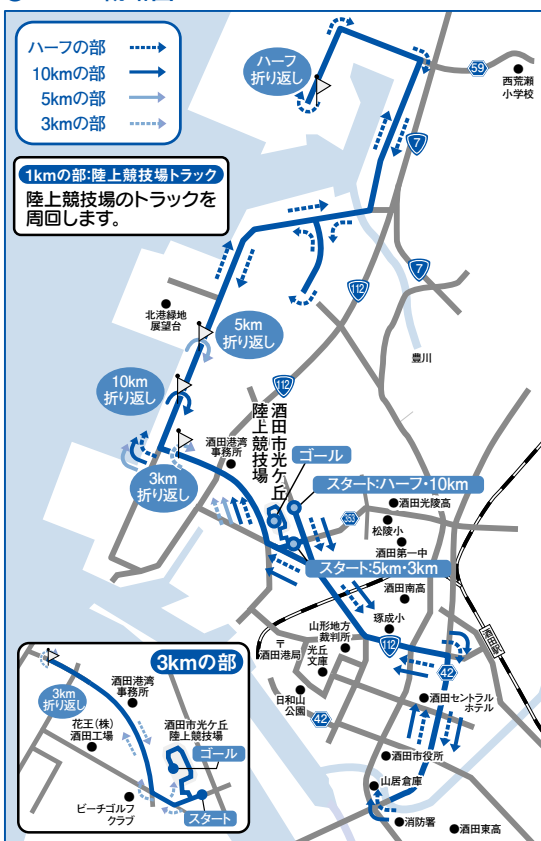 ハーフの部
10kmの部
5kmの部
3kmの部
1kmの部:陸上競技場トラック
陸上競技場のトラックを
周回します。
ハーフ
折り返し
59
西荒瀬
小学校
7
7
112
北港緑地
展望台
5km
折り返し
豊川
10km
折り返し
112
酒田市光ケ丘
陸上競技場
酒田港湾
事務所
ゴール
3km
折り返し
スタート:ハーフ・10km
酒田光陵高
353
松陵小
酒田第一中
スタート:5km・3km
酒田南高
琢成小
山形地方
裁判所
112
酒田駅
〒
酒田港局
光丘
文庫
42
日和山
公園
42
酒田セントラル
ホテル
酒田市役所
山居倉庫
消防署
酒田東高
3kmの部
3km
折り返し
酒田港湾
事務所
花王(株)
酒田工場
酒田市光ケ丘
陸上競技場
ゴール
スタート
ビーチゴルフ
クラブ